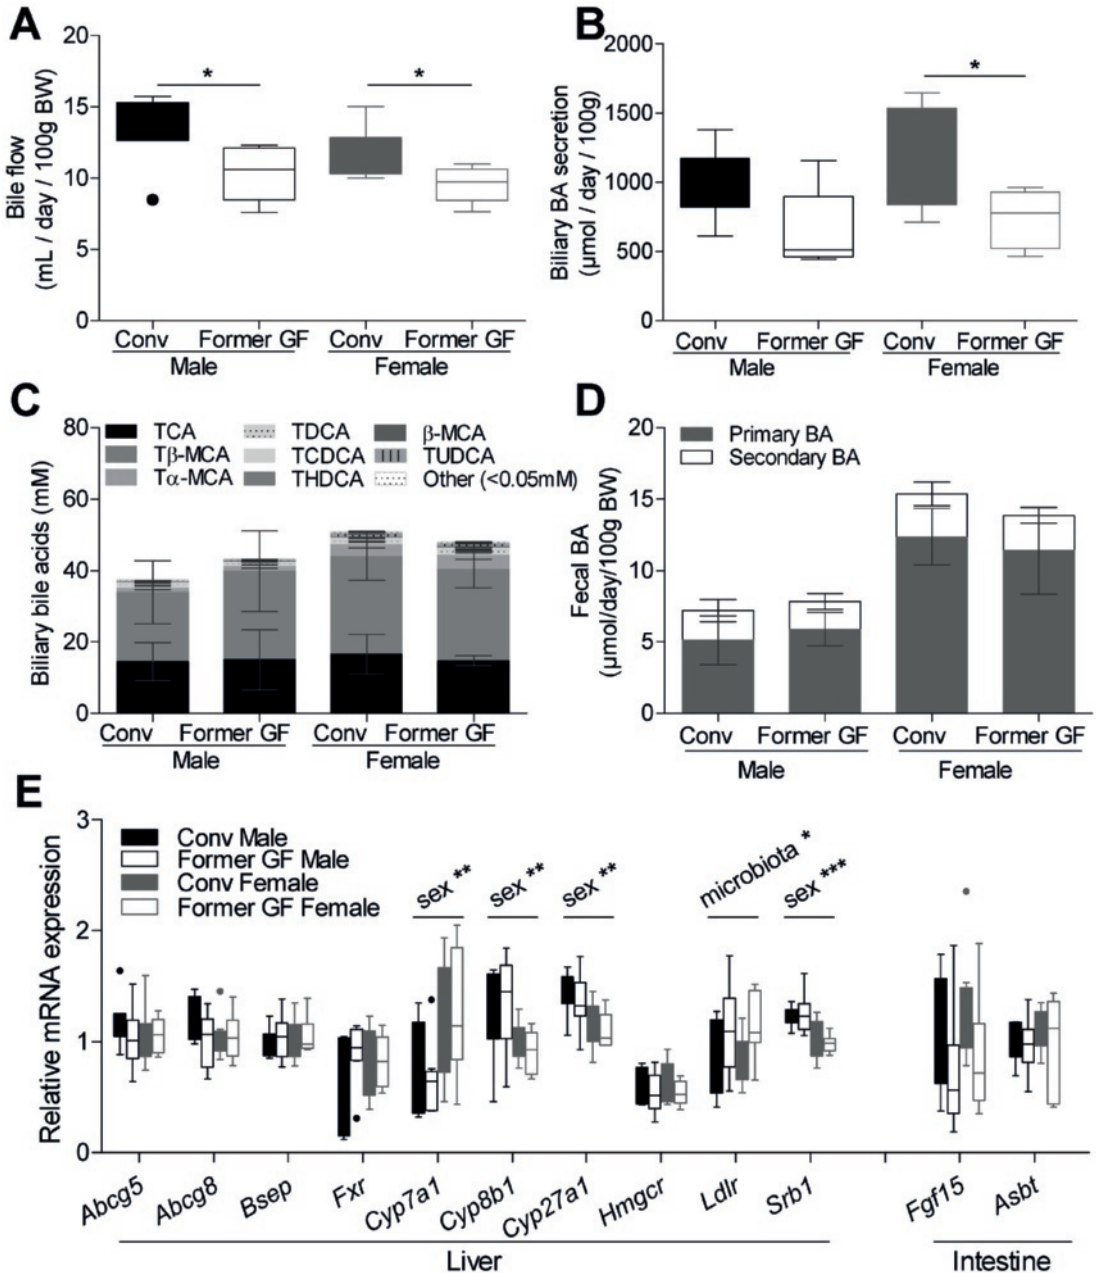 A
Bile flow
(mL / day / 100g BW)
20
15
10
5
0
*
*
Conv Former GF Conv Former GF
Male Female
B
Biliary BA secretion
(μmol / day / 100g)
2000
1500
1000
500
0
*
Conv Former GF Conv Former GF
Male Female
C
Biliary bile acids (mM)
80
60
40
20
0
TCA TDCA β-MCA
Tβ-MCA TCDCA TUDCA
Tα-MCA THDCA Other (<0.05mM)
Conv Former GF Conv Former GF
Male Female
D
Fecal BA
(μmol/day/100g BW)
20
15
10
5
0
Primary BA
Secondary BA
Conv Former GF Conv Former GF
Male Female
E
Relative mRNA expression
3
2
1
0
Conv Male
Former GF Male
Conv Female
Former GF Female
sex **
sex **
sex **
microbiota *
sex ***
Abcg5
Abcg8
Bsep
Fxr
Cyp7a1
Cyp8b1
Cyp27a1
Hmgcr
Ldlr
Srb1
Fgf15
Asbt
Liver Intestine